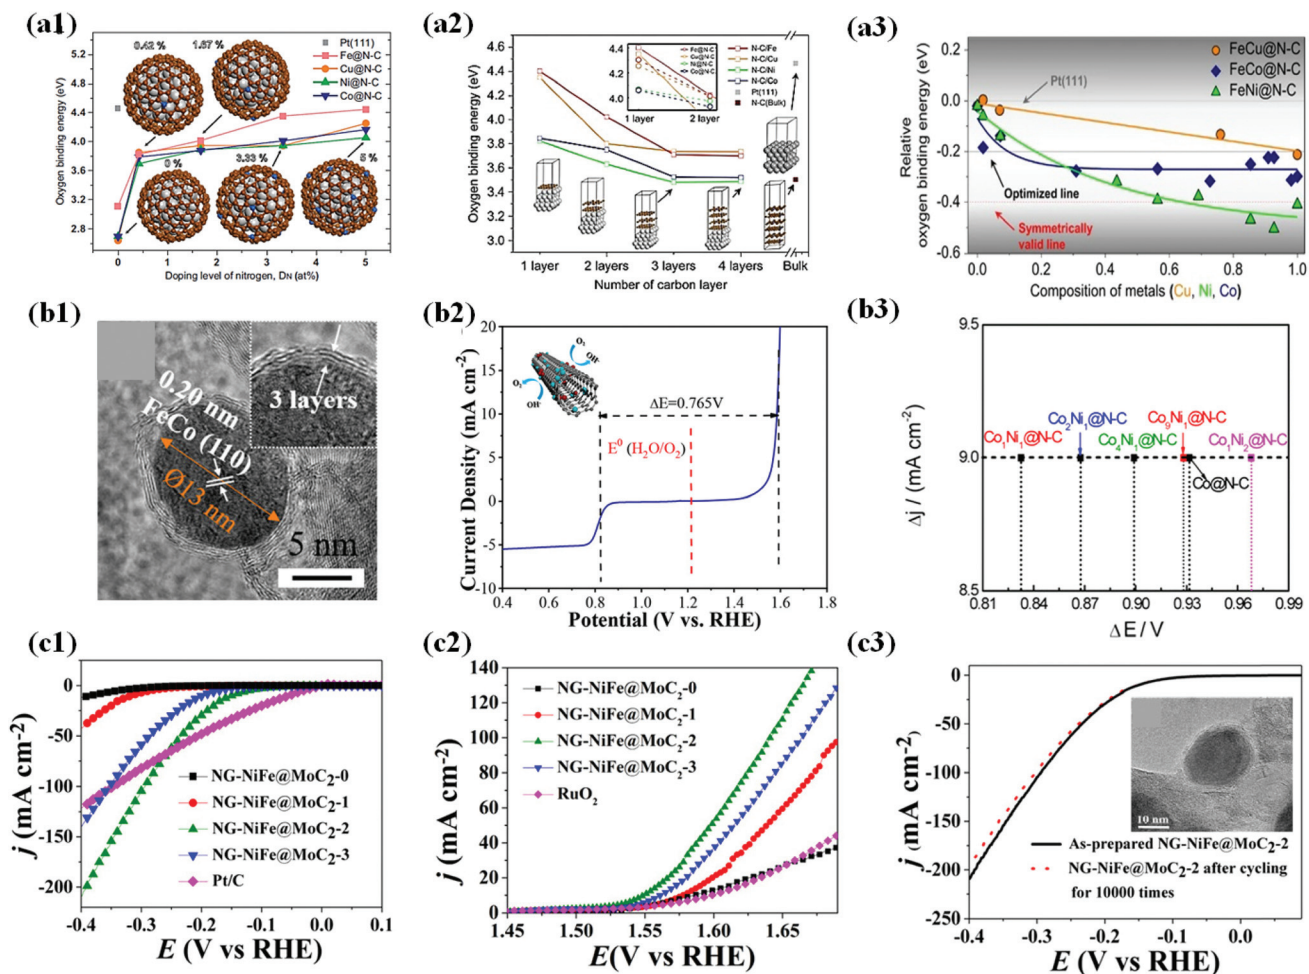 (a1)
4.8
4.4
4.0
3.6
3.2
2.8
Oxygen binding energy (eV)
0.42 %
1.67 %
Pt(111)
Fe@N-C
Cu@N-C
Ni@N-C
Co@N-C
0 %
3.33 %
5 %
0
1
2
3
4
5
Doping level of nitrogen, DN (at%)
(a2)
4.6
4.4
4.2
4.0
3.8
3.6
3.4
3.2
3.0
Oxygen binding energy (eV)
4.4
4.2
4.0
1 layer
2 layer
Fe@N-C
Cu@N-C
Ni@N-C
Co@N-C
N-C/Fe
N-C/Cu
N-C/Ni
N-C/Co
Pt(111)
N-C(Bulk)
1 layer
2 layers
3 layers
4 layers
Bulk
Number of carbon layer
(a3)
0.2
0.0
-0.2
-0.4
-0.6
Relative
oxygen binding energy (eV)
FeCu@N-C
FeCo@N-C
FeNi@N-C
Pt(111)
Optimized line
Symmetrically
valid line
0.0
0.2
0.4
0.6
0.8
1.0
Composition of metals (Cu, Ni, Co)
(b1)
0.20 nm
FeCo (110)
Ø13 nm
3 layers
5 nm
(b2)
20
15
10
5
0
-5
-10
Current Density (mA cm⁻²)
O₂
OH⁻
O₂
OH⁻
ΔE=0.765V
E⁰ (H₂O/O₂)
0.4
0.6
0.8
1.0
1.2
1.4
1.6
1.8
Potential (V vs. RHE)
(b3)
9.5
9.0
8.5
Δj / (mA cm⁻²)
Co₁Ni₁@N-C
Co₂Ni₁@N-C
Co₄Ni₁@N-C
Co₉Ni₁@N-C
Co₁Ni₂@N-C
Co@N-C
0.81
0.84
0.87
0.90
0.93
0.96
0.99
ΔE / V
(c1)
0
-50
-100
-150
-200
j (mA cm⁻²)
NG-NiFe@MoC₂-0
NG-NiFe@MoC₂-1
NG-NiFe@MoC₂-2
NG-NiFe@MoC₂-3
Pt/C
-0.4
-0.3
-0.2
-0.1
0.0
0.1
E (V vs RHE)
(c2)
140
120
100
80
60
40
20
0
j (mA cm⁻²)
NG-NiFe@MoC₂-0
NG-NiFe@MoC₂-1
NG-NiFe@MoC₂-2
NG-NiFe@MoC₂-3
RuO₂
1.45
1.50
1.55
1.60
1.65
E(V vs RHE)
(c3)
0
-50
-100
-150
-200
-250
j (mA cm⁻²)
10 nm
As-prepared NG-NiFe@MoC₂-2
NG-NiFe@MoC₂-2 after cycling
for 10000 times
-0.4
-0.3
-0.2
-0.1
0.0
E (V vs RHE)